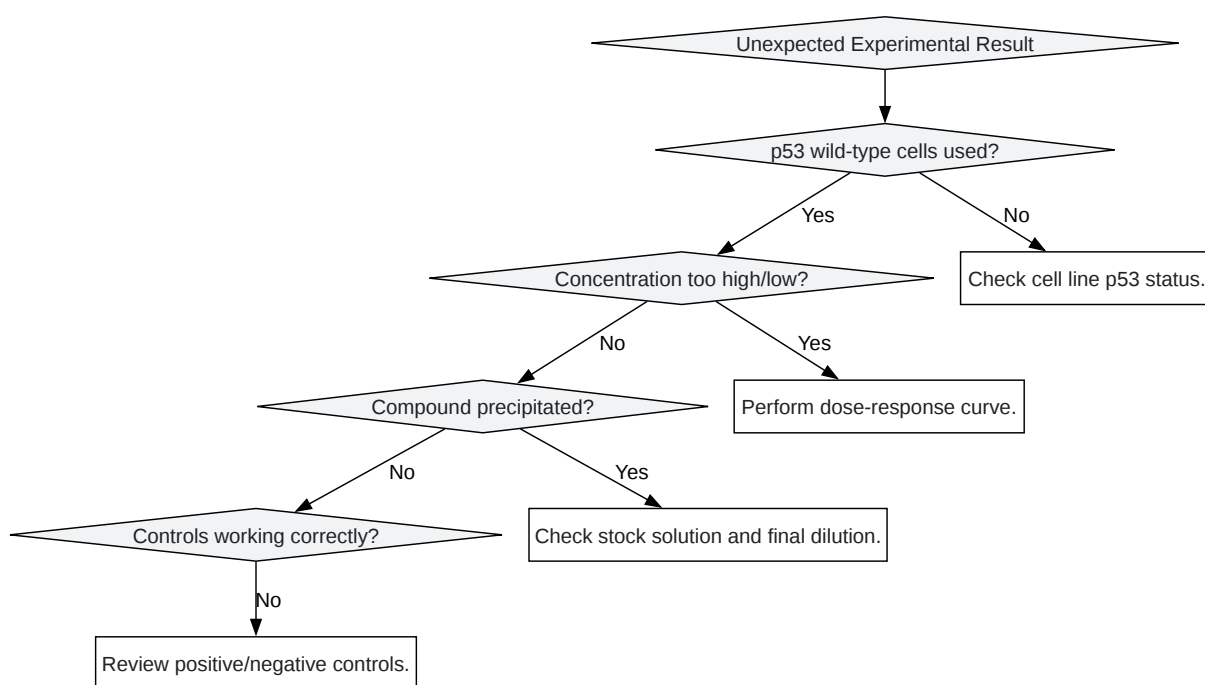 Unexpected Experimental Result
p53 wild-type cells used?
Yes
No
Concentration too high/low?
Check cell line p53 status.
No
Yes
Compound precipitated?
Perform dose-response curve.
No
Yes
Controls working correctly?
Check stock solution and final dilution.
No
Review positive/negative controls.